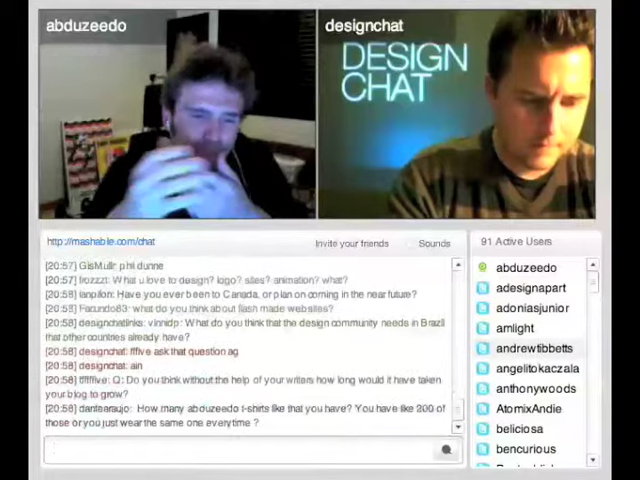 abduzeedo
designchat
DESIGN
CHAT
http://mashable.com/chat
Invite your friends
Sounds
91 Active Users
[20:57] GisMullr: phil dunne
[20:57] frozzzt: What u love to design? logo? sites? animation? what?
[20:58] ianpilon: Have you ever been to Canada, or plan on coming in the near future?
[20:58] Facundo83: what do you think about flash made websites?
[20:58] designchatlinks: vinnidp: What do you think that the design community needs in Brazil
that other countries already have?
[20:58] designchat: fffive ask that question ag
[20:58] designchat: ain
[20:58] fffffive: Q: Do you think without the help of your writers how long would it have taken
your blog to grow?
[20:58] dantearaujo: How many abduzeedo t-shirts like that you have? You have like 200 of
those or you just wear the same one everytime ?
abduzeedo
adesignapart
adoniasjunior
amlight
andrewtibbetts
angelitokaczala
anthonywoods
AtomixAndie
beliciosa
bencurious